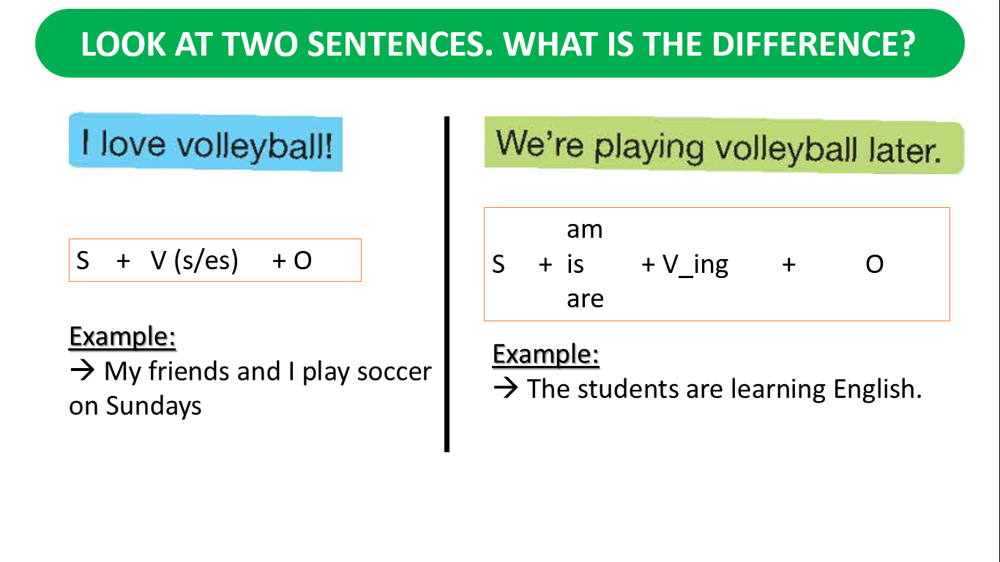 LOOK AT TWO SENTENCES. WHAT IS THE DIFFERENCE?
I love volleyball!
S + V (s/es) + O
Example:
→ My friends and I play soccer
on Sundays
We're playing volleyball later.
am
S + is + V_ing + O
are
Example:
→ The students are learning English.